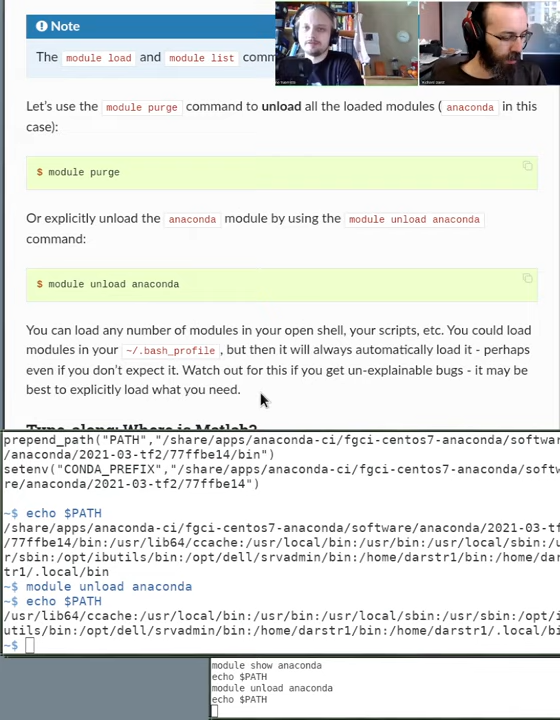 Note
The module load and module list comm
Let's use the module purge command to unload all the loaded modules ( anaconda in this
case):
$ module purge
Or explicitly unload the anaconda module by using the module unload anaconda
command:
$ module unload anaconda
You can load any number of modules in your open shell, your scripts, etc. You could load
modules in your ~/.bash_profile , but then it will always automatically load it - perhaps
even if you don't expect it. Watch out for this if you get un-explainable bugs - it may be
best to explicitly load what you need.
Type-along: Where is Matlab?
prepend_path("PATH","/share/apps/anaconda-ci/fgci-centos7-anaconda/softwar
/anaconda/2021-03-tf2/77ffbe14/bin")
setenv("CONDA_PREFIX","/share/apps/anaconda-ci/fgci-centos7-anaconda/softw
re/anaconda/2021-03-tf2/77ffbe14")
~$ echo $PATH
/share/apps/anaconda-ci/fgci-centos7-anaconda/software/anaconda/2021-03-tf
/77ffbe14/bin:/usr/lib64/ccache:/usr/local/bin:/usr/bin:/usr/local/sbin:/u
r/sbin:/opt/ibutils/bin:/opt/dell/srvadmin/bin:/home/darstr1/bin:/home/dar
tr1/.local/bin
~$ module unload anaconda
~$ echo $PATH
/usr/lib64/ccache:/usr/local/bin:/usr/bin:/usr/local/sbin:/usr/sbin:/opt/i
utils/bin:/opt/dell/srvadmin/bin:/home/darstr1/bin:/home/darstr1/.local/bi
~$
module show anaconda
echo $PATH
module unload anaconda
echo $PATH